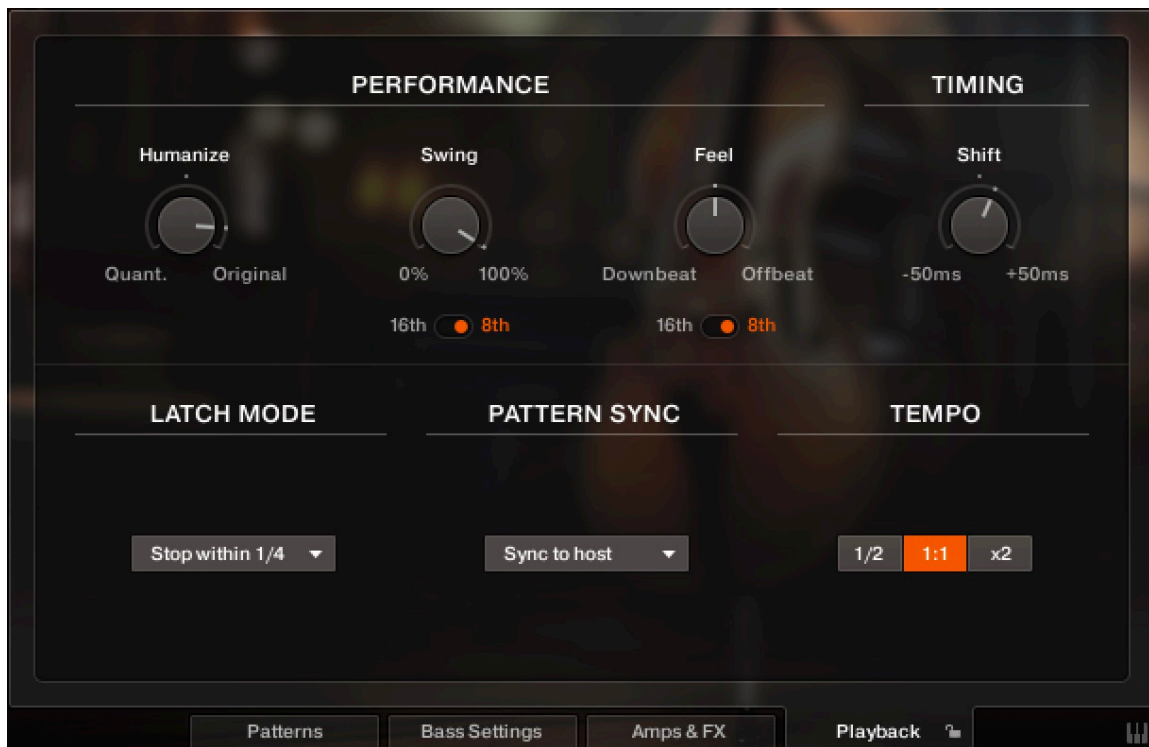 PERFORMANCE TIMING
Humanize Swing Feel Shift
Quant. Original 0% 100% Downbeat Offbeat -50ms +50ms
16th 8th 16th 8th
LATCH MODE PATTERN SYNC TEMPO
Stop within 1/4 Sync to host 1/2 1:1 x2
Patterns Bass Settings Amps & FX Playback